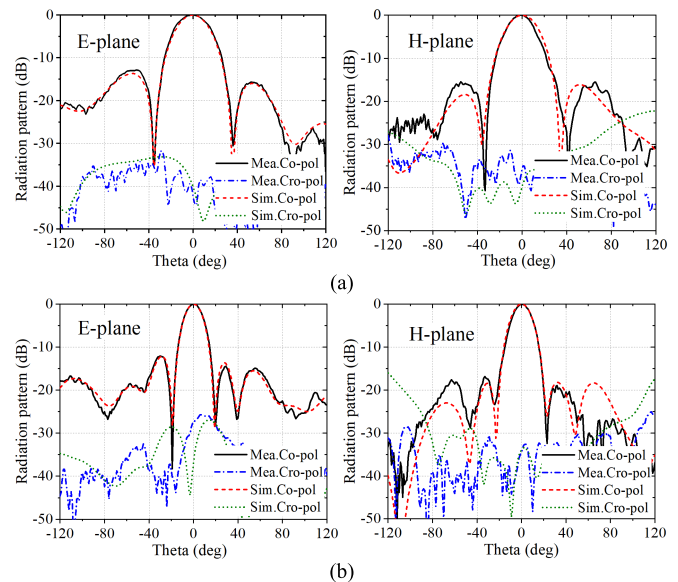 0
-10
-20
-30
-40
-50
Radiation pattern (dB)
E-plane
Mea.Co-pol
Mea.Cro-pol
Sim.Co-pol
Sim.Cro-pol
-120 -80 -40 0 40 80 120
Theta (deg)
0
-10
-20
-30
-40
-50
Radiation pattern (dB)
H-plane
Mea.Co-pol
Mea.Cro-pol
Sim.Co-pol
Sim.Cro-pol
-120 -80 -40 0 40 80 120
Theta (deg)
(a)
0
-10
-20
-30
-40
-50
Radiation pattern (dB)
E-plane
Mea.Co-pol
Mea.Cro-pol
Sim.Co-pol
Sim.Cro-pol
-120 -80 -40 0 40 80 120
Theta (deg)
0
-10
-20
-30
-40
-50
Radiation pattern (dB)
H-plane
Mea.Co-pol
Mea.Cro-pol
Sim.Co-pol
Sim.Cro-pol
-120 -80 -40 0 40 80 120
Theta (deg)
(b)